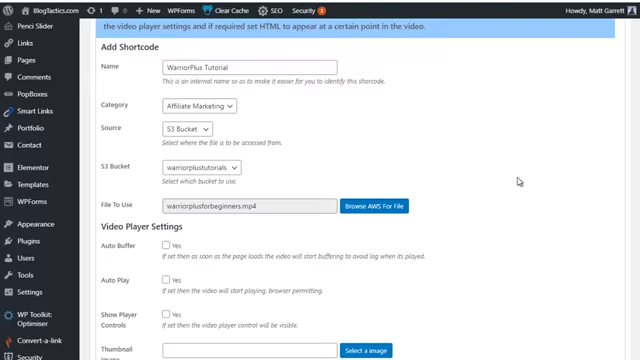 BlogTactics.com
1
0
New
WPForms
Clear Cache
SEO
Security 2
Howdy, Matt Garrett
Penci Slider
Links
Pages
Comments
PopBoxes
Smart Links
Portfolio
Contact
Elementor
Templates
WPForms
Appearance
Plugins
Users
Tools
Settings
WP Toolkit:
Optimiser
Convert-a-link
Security
the video player settings and if required set HTML to appear at a certain point in the video.
Add Shortcode
Name
WarriorPlus Tutorial
This is an internal name so as to make it easier for you to identify this shorcode.
Category
Affiliate Marketing
Source
S3 Bucket
Select where the file is to be accessed from.
S3 Bucket
warriorplustutorials
Select which bucket to use.
File To Use
warriorplusforbeginners.mp4
Browse AWS For File
Video Player Settings
Auto Buffer
Yes
If set then as soon as the page loads the video will start buffering to avoid lag when its played.
Auto Play
Yes
If set then the video will start playing, browser permitting.
Show Player
Controls
Yes
If set then the video player control will be visible.
Thumbnail
Image
Select a image